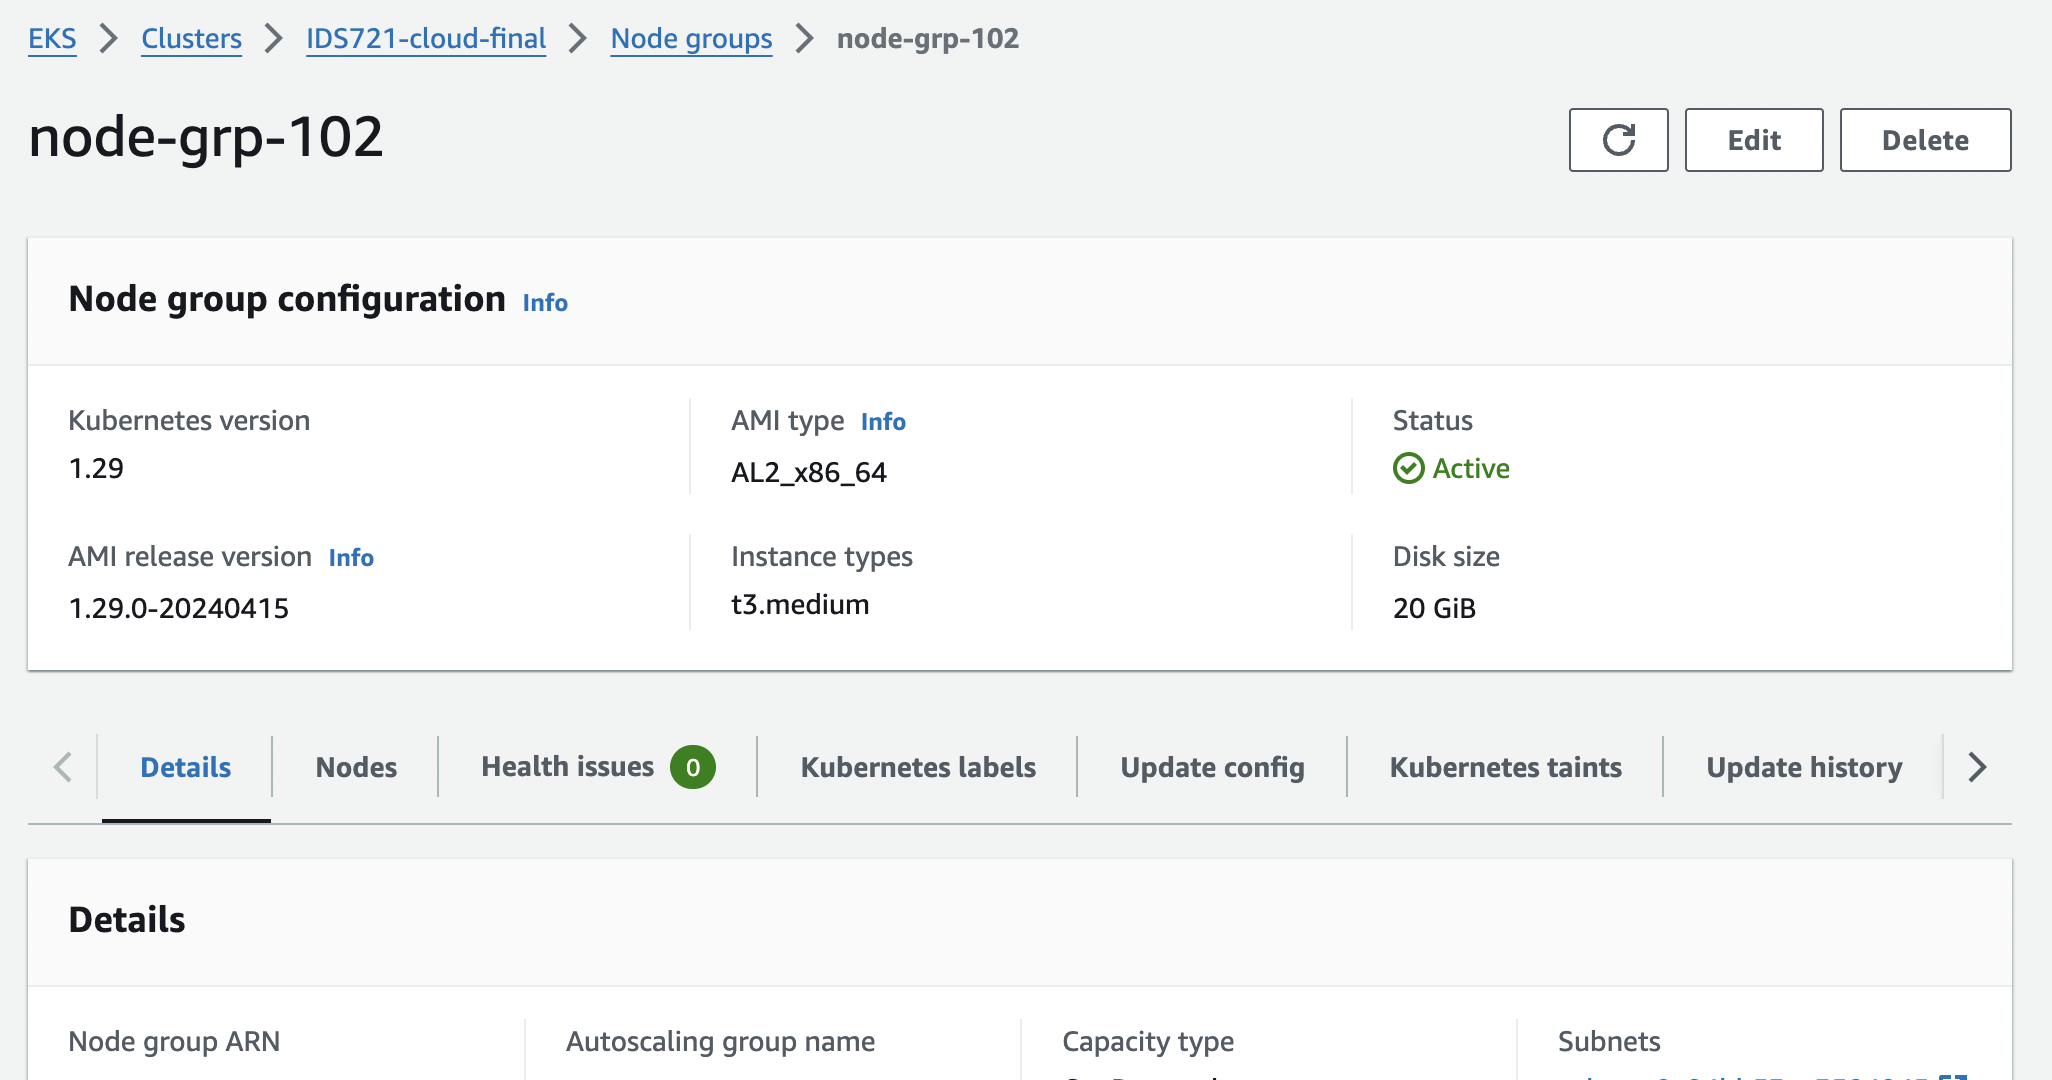 EKS Clusters IDS721-cloud-final Node groups node-grp-102
node-grp-102
Edit Delete
Node group configuration Info
Kubernetes version
1.29
AMI type Info
AL2_x86_64
Status
Active
AMI release version Info
1.29.0-20240415
Instance types
t3.medium
Disk size
20 GiB
Details Nodes Health issues 0 Kubernetes labels Update config Kubernetes taints Update history
Details
Node group ARN Autoscaling group name Capacity type Subnets